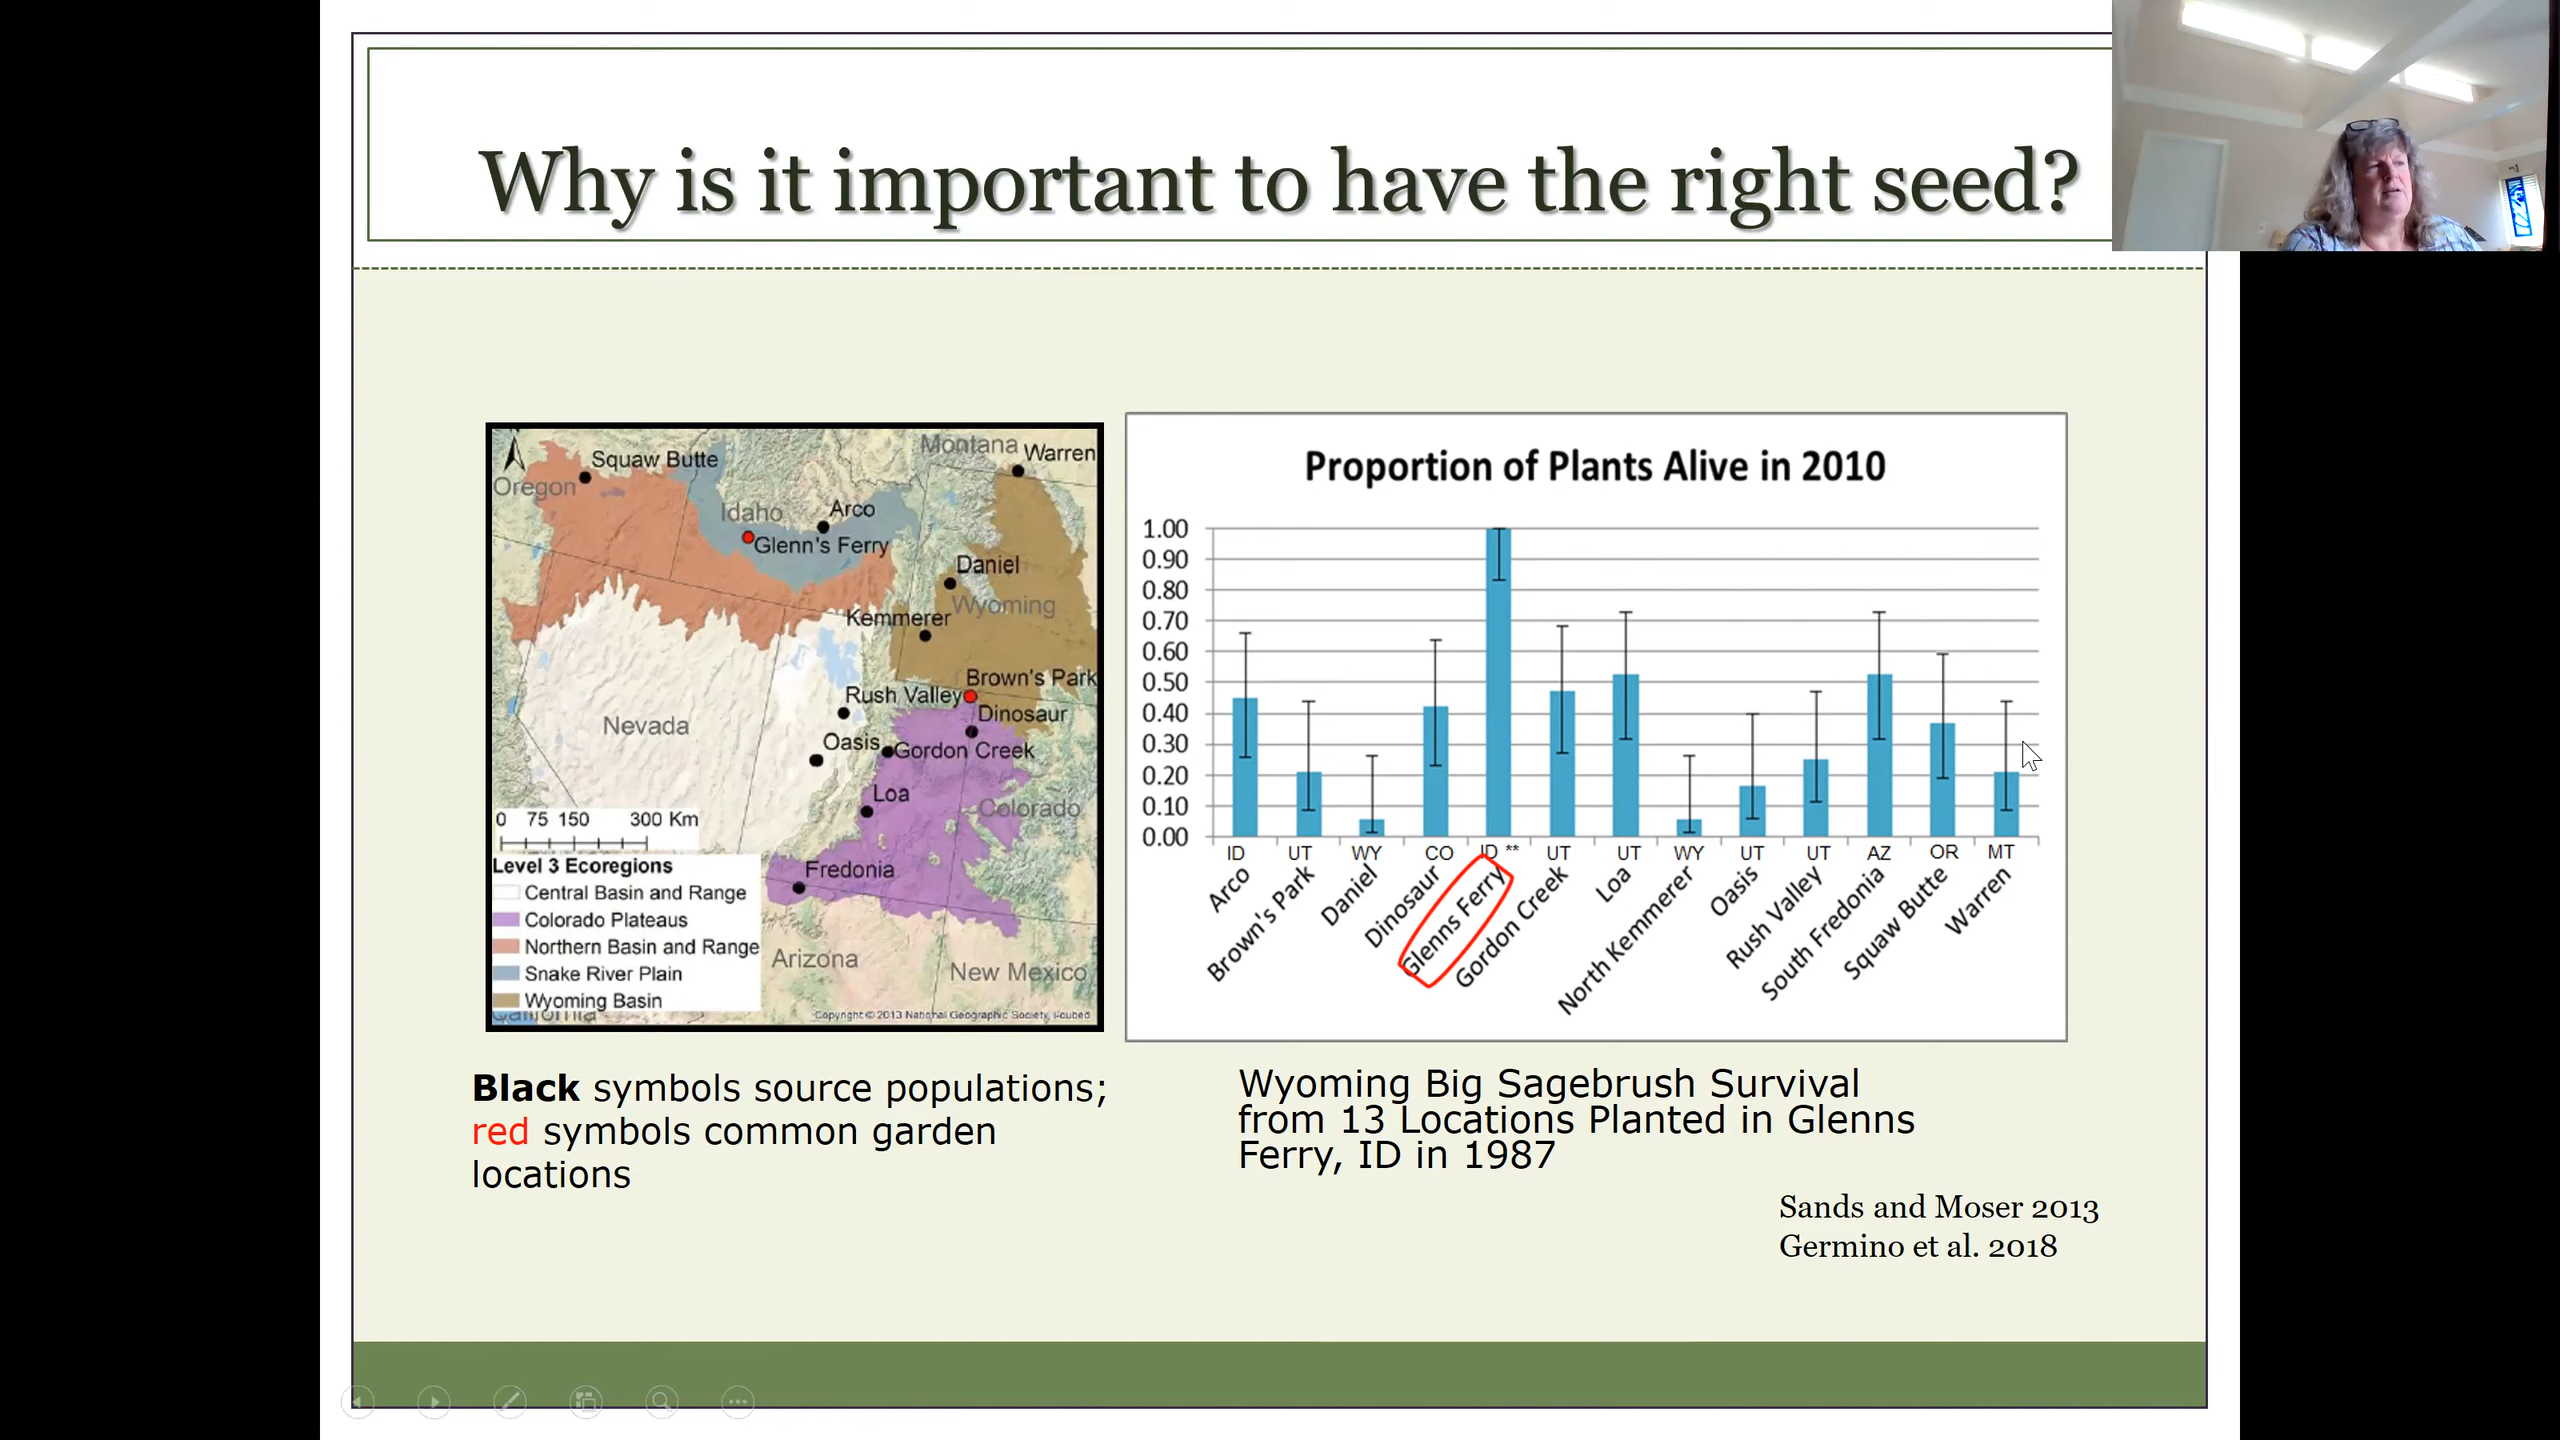 Why is it important to have the right seed?
N
Montana
Warren
Squaw Butte
Oregon
Idaho
Arco
Glenn's Ferry
Daniel
Wyoming
Kemmerer
Brown's Park
Rush Valley
Dinosaur
Nevada
Oasis
Gordon Creek
Loa
Colorado
0 75 150 300 Km
Level 3 Ecoregions
Fredonia
Central Basin and Range
Colorado Plateaus
Northern Basin and Range
Arizona
New Mexico
Snake River Plain
Wyoming Basin
California
Copyright © 2013 National Geographic Society, i-cubed
Proportion of Plants Alive in 2010
1.00
0.90
0.80
0.70
0.60
0.50
0.40
0.30
0.20
0.10
0.00
ID UT WY CO ID ** UT UT WY UT UT AZ OR MT
Arco
Brown's Park
Daniel
Dinosaur
Glenns Ferry
Gordon Creek
Loa
North Kemmerer
Oasis
Rush Valley
South Fredonia
Squaw Butte
Warren
Black symbols source populations;
red symbols common garden
locations
Wyoming Big Sagebrush Survival
from 13 Locations Planted in Glenns
Ferry, ID in 1987
Sands and Moser 2013
Germino et al. 2018